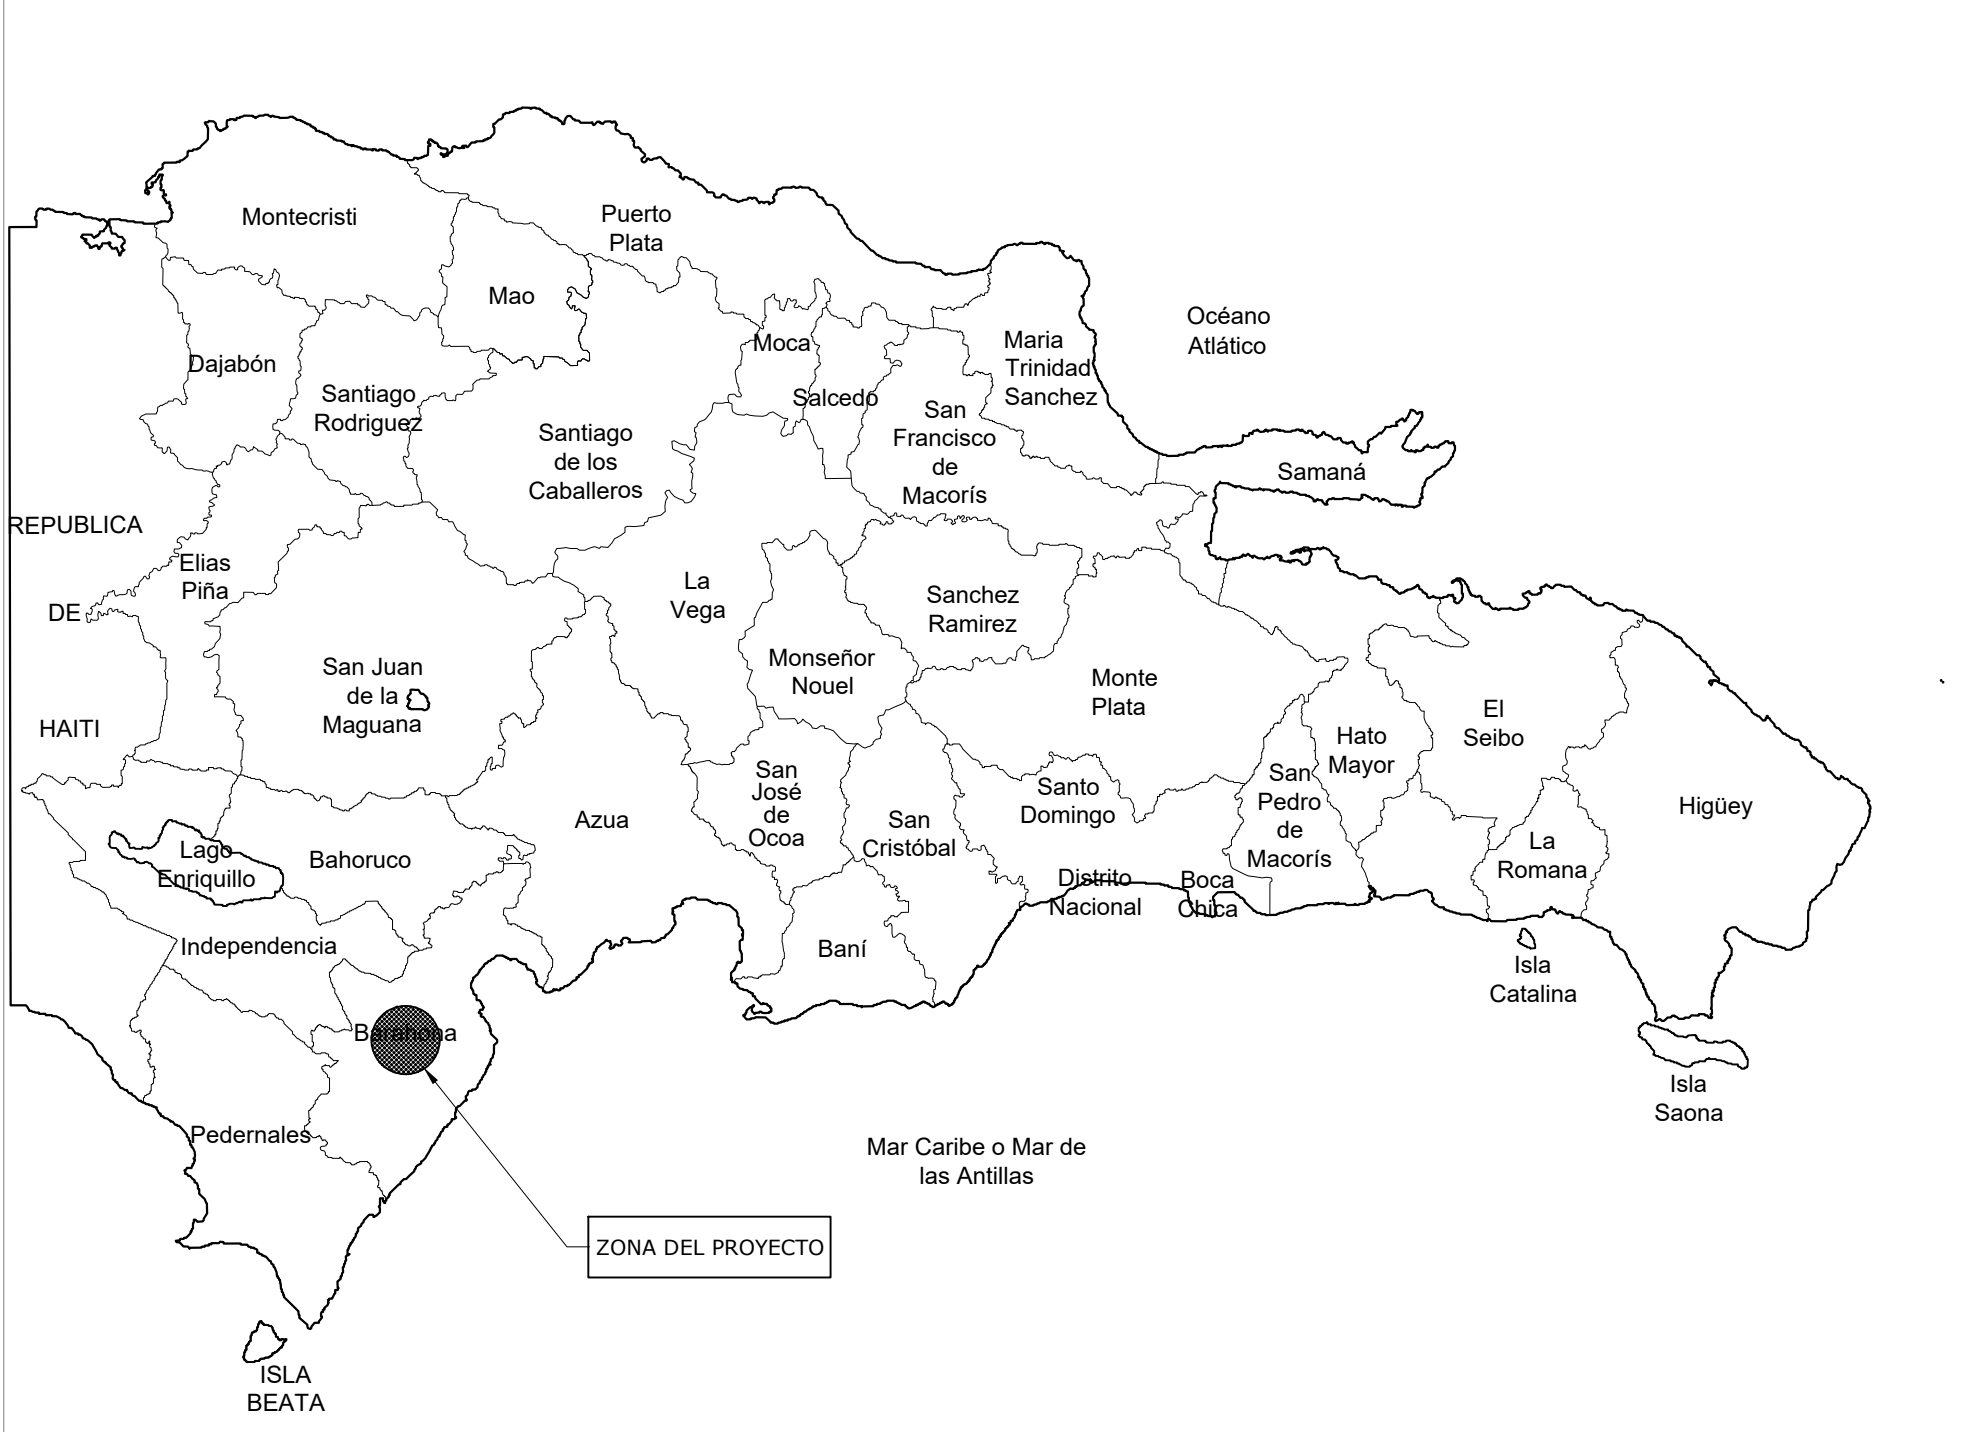 Montecristi
Puerto
Plata
Mao
Dajabón
Santiago
Rodriguez
Santiago
de los
Caballeros
Moca
Salcedo
San
Francisco
de
Macorís
Maria
Trinidad
Sanchez
Océano
Atlático
Samaná
REPUBLICA
DE
HAITI
Elias
Piña
San Juan
de la
Maguana
La
Vega
Monseñor
Nouel
Sanchez
Ramirez
Monte
Plata
Hato
Mayor
El
Seibo
Higüey
San
Pedro
de
Macorís
La
Romana
Santo
Domingo
Distrito
Nacional
Boca
Chica
San
Cristóbal
San
José
de
Ocoa
Azua
Baní
Lago
Enriquillo
Bahoruco
Independencia
Barahona
Pedernales
Isla
Catalina
Isla
Saona
Mar Caribe o Mar de
las Antillas
ZONA DEL PROYECTO
ISLA
BEATA